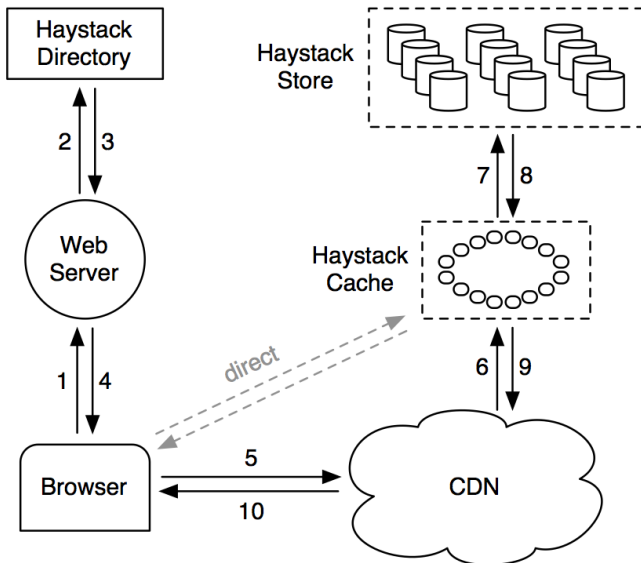 Haystack
Directory
Haystack
Store
2
3
7
8
Web
Server
Haystack
Cache
direct
1
4
6
9
Browser
5
10
CDN